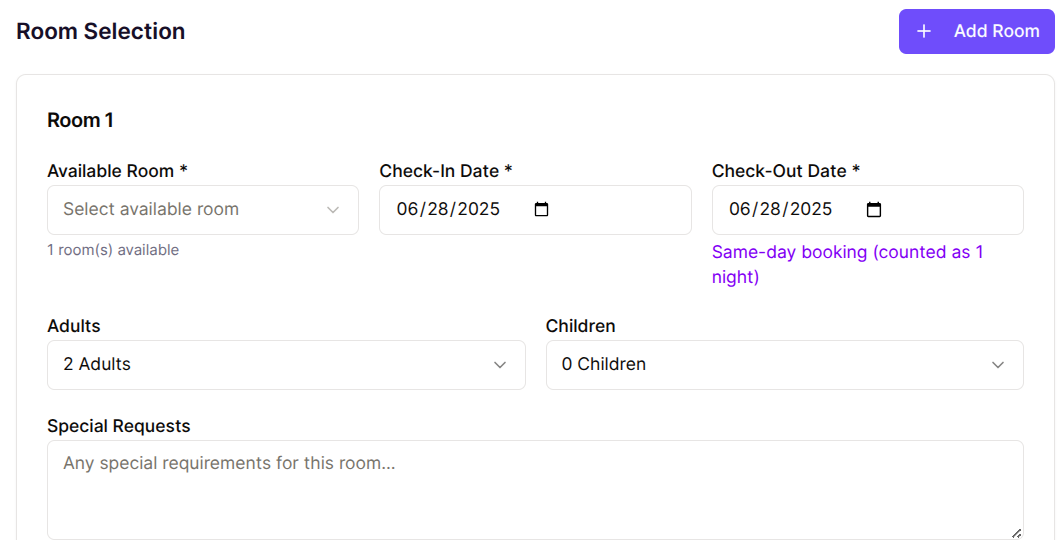 Room Selection
+ Add Room
Room 1
Available Room *
Check-In Date *
Check-Out Date *
Select available room
06/28/2025
06/28/2025
1 room(s) available
Same-day booking (counted as 1
night)
Adults
Children
2 Adults
0 Children
Special Requests
Any special requirements for this room...